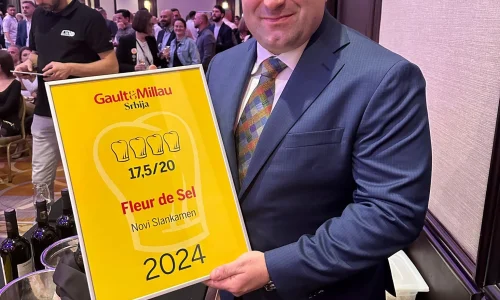 Gault&Millau
Srbija
17,5/20
Fleur de Sel
Novi Slankamen
2024